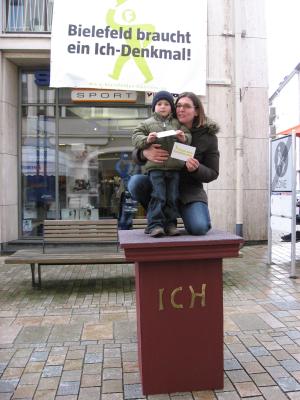 Bielefeld braucht
ein Ich-Denkmal!
SPORT
ICH